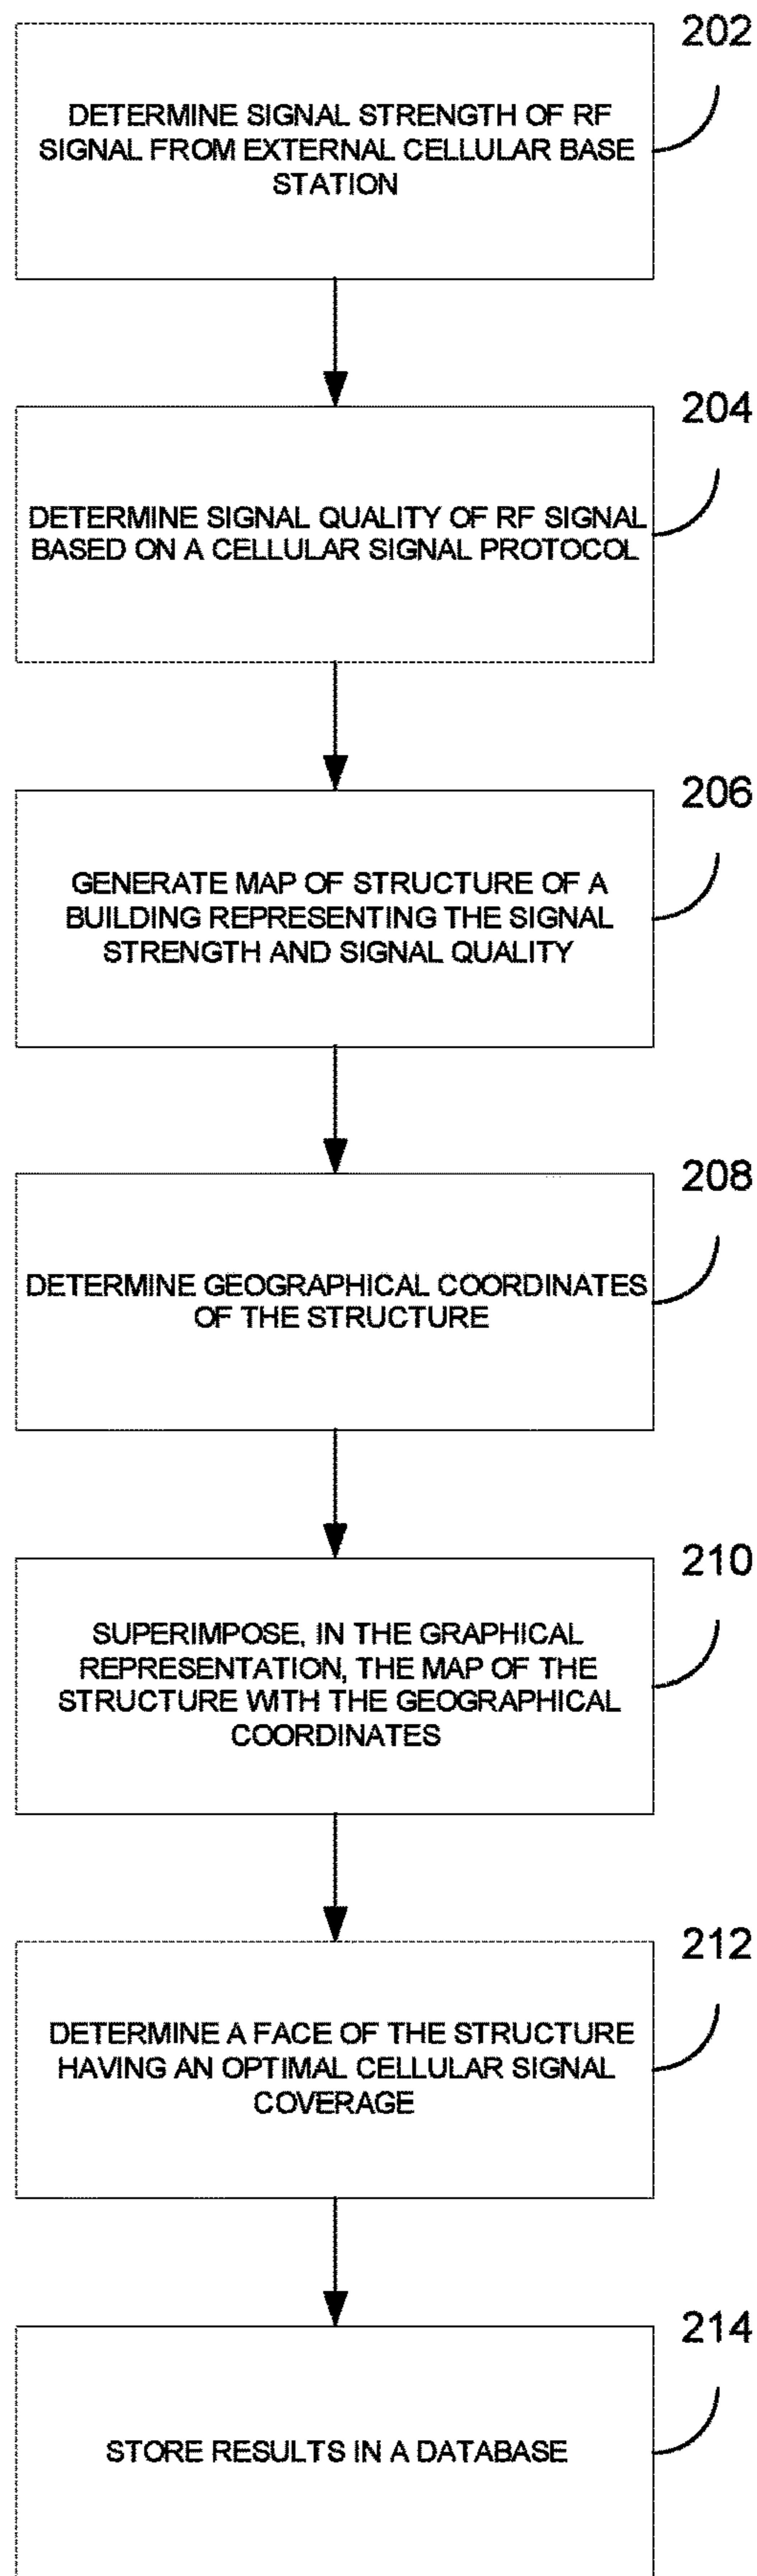 202
DETERMINE SIGNAL STRENGTH OF RF
SIGNAL FROM EXTERNAL CELLULAR BASE
STATION
204
DETERMINE SIGNAL QUALITY OF RF SIGNAL
BASED ON A CELLULAR SIGNAL PROTOCOL
206
GENERATE MAP OF STRUCTURE OF A
BUILDING REPRESENTING THE SIGNAL
STRENGTH AND SIGNAL QUALITY
208
DETERMINE GEOGRAPHICAL COORDINATES
OF THE STRUCTURE
210
SUPERIMPOSE, IN THE GRAPHICAL
REPRESENTATION, THE MAP OF THE
STRUCTURE WITH THE GEOGRAPHICAL
COORDINATES
212
DETERMINE A FACE OF THE STRUCTURE
HAVING AN OPTIMAL CELLULAR SIGNAL
COVERAGE
214
STORE RESULTS IN A DATABASE